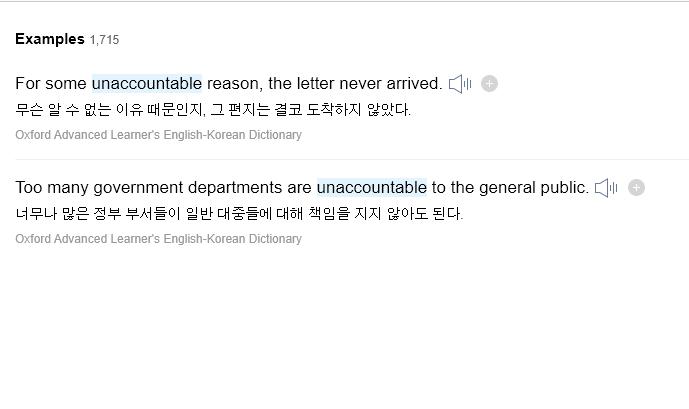 Examples 1,715
For some unaccountable reason, the letter never arrived.
무슨 알 수 없는 이유 때문인지, 그 편지는 결코 도착하지 않았다.
Oxford Advanced Learner's English-Korean Dictionary
Too many government departments are unaccountable to the general public.
너무나 많은 정부 부서들이 일반 대중들에 대해 책임을 지지 않아도 된다.
Oxford Advanced Learner's English-Korean Dictionary